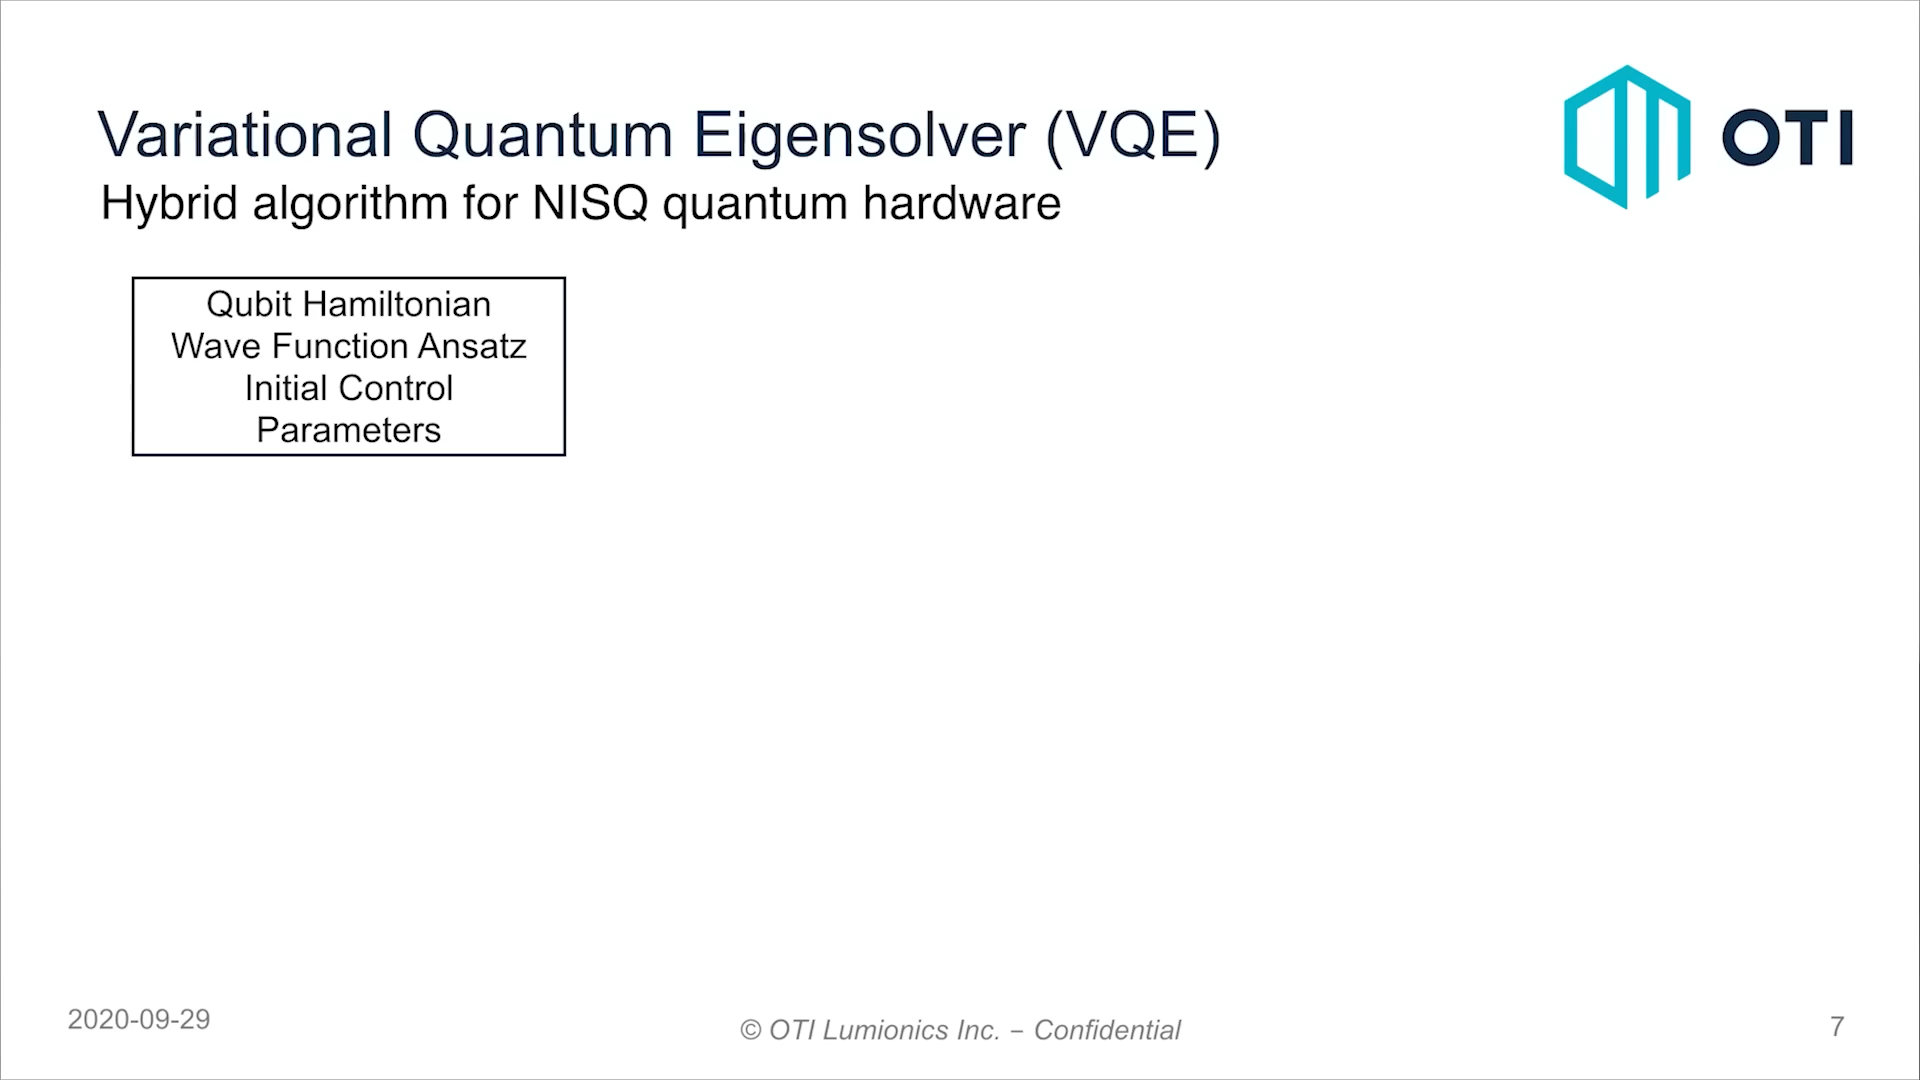 Variational Quantum Eigensolver (VQE)
Hybrid algorithm for NISQ quantum hardware
OTI
Qubit Hamiltonian
Wave Function Ansatz
Initial Control
Parameters
2020-09-29
© OTI Lumionics Inc. – Confidential
7